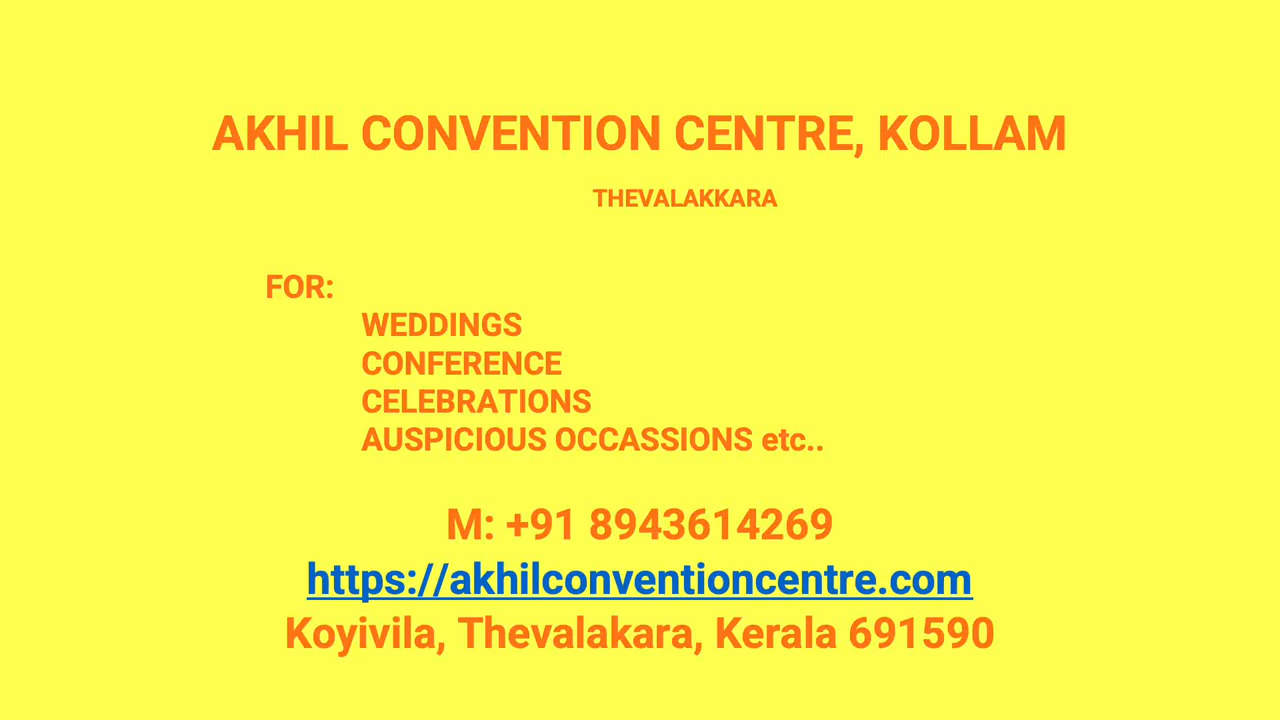 AKHIL CONVENTION CENTRE, KOLLAM
THEVALAKKARA
FOR:
WEDDINGS
CONFERENCE
CELEBRATIONS
AUSPICIOUS OCCASSIONS etc..
M: +91 8943614269
https://akhilconventioncentre.com
Koyivila, Thevalakara, Kerala 691590